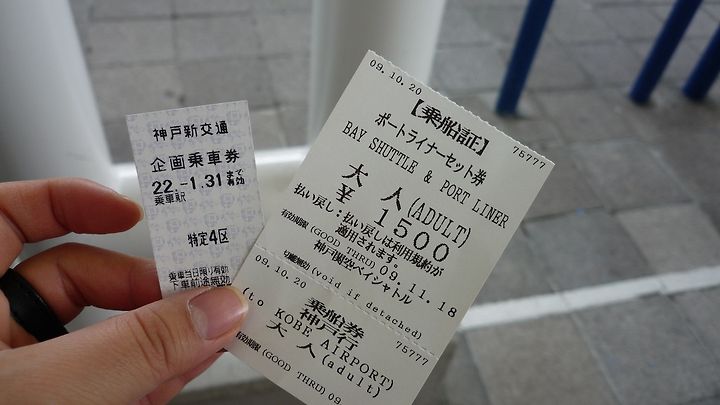 神戸新交通
企画乗車券
22.-1.31まで有効
乗車駅
特定4区
乗車当日限り有効
下車前途無効
09.10.20
【乗船証】
75777
ポートライナーセット券
BAY SHUTTLE & PORT LINER
大人(ADULT)
￥1500
払い戻し:払い戻しは利用規約が
適用されます。
有効期限(GOOD THRU) 09.11.18
神戸関空ベイシャトル
切離無効(void if detached)
09.10.20
乗船券
75777
神戸行
(to KOBE AIRPORT)
大人(adult)
有効期限(GOOD THRU) 09.